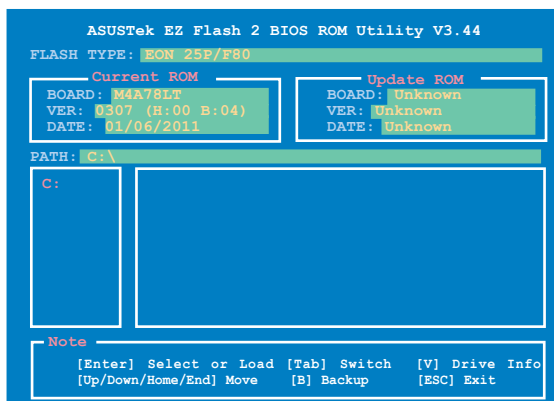 ASUSTek EZ Flash 2 BIOS ROM Utility V3.44
FLASH TYPE: EON 25P/F80
Current ROM
BOARD: M4A78LT
VER: 0307 (H:00 B:04)
DATE: 01/06/2011
Update ROM
BOARD: Unknown
VER: Unknown
DATE: Unknown
PATH: C:\
C:
Note
[Enter] Select or Load [Tab] Switch [V] Drive Info
[Up/Down/Home/End] Move [B] Backup [ESC] Exit